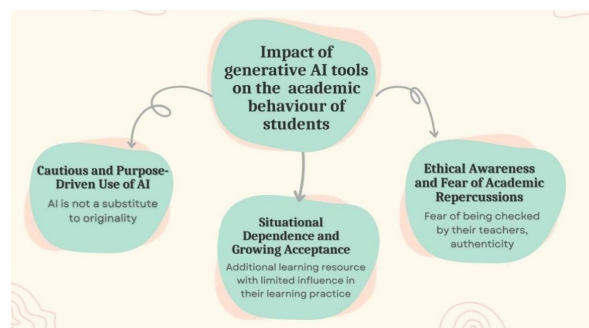 Impact of
generative AI tools
on the academic
behaviour of
students
Cautious and Purpose-
Driven Use of AI
AI is not a substitute
to originality
Situational
Dependence and
Growing Acceptance
Additional learning resource
with limited influence in
their learning practice
Ethical Awareness
and Fear of Academic
Repercussions
Fear of being checked
by their teachers,
authenticity